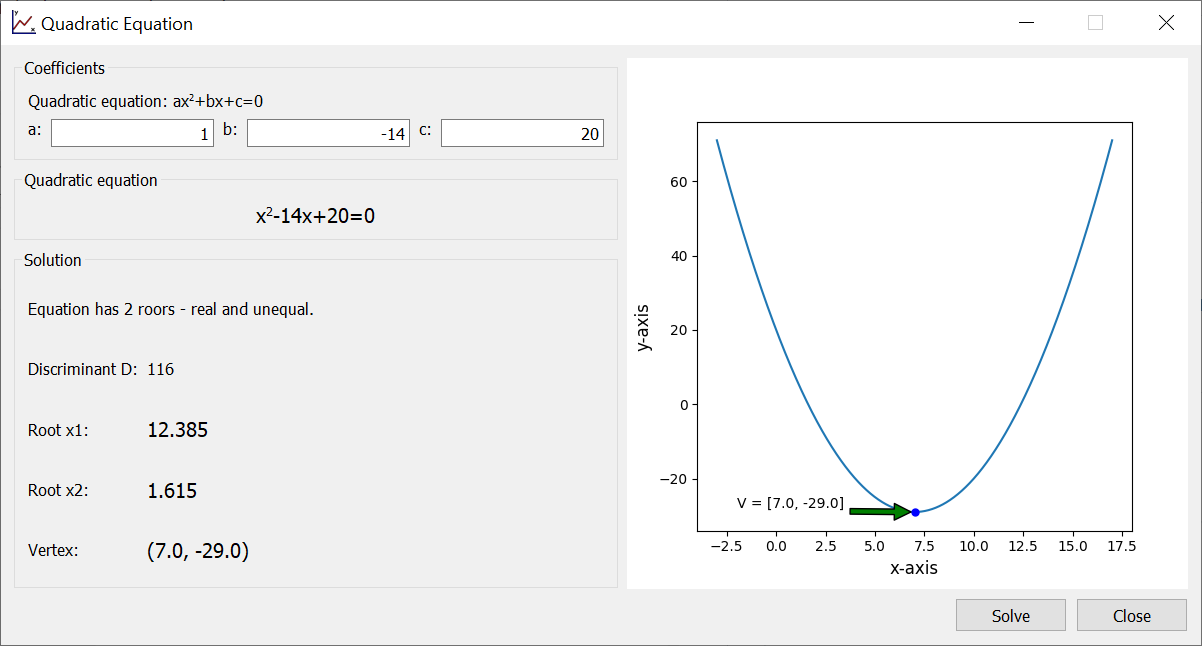 Quadratic Equation
Coefficients
Quadratic equation: ax²+bx+c=0
a: 1 b: -14 c: 20
Quadratic equation
x²-14x+20=0
Solution
Equation has 2 roors - real and unequal.
Discriminant D: 116
Root x1: 12.385
Root x2: 1.615
Vertex: (7.0, -29.0)
y
x
60
40
20
0
−20
y-axis
V = [7.0, -29.0]
−2.5 0.0 2.5 5.0 7.5 10.0 12.5 15.0 17.5
x-axis
Solve Close